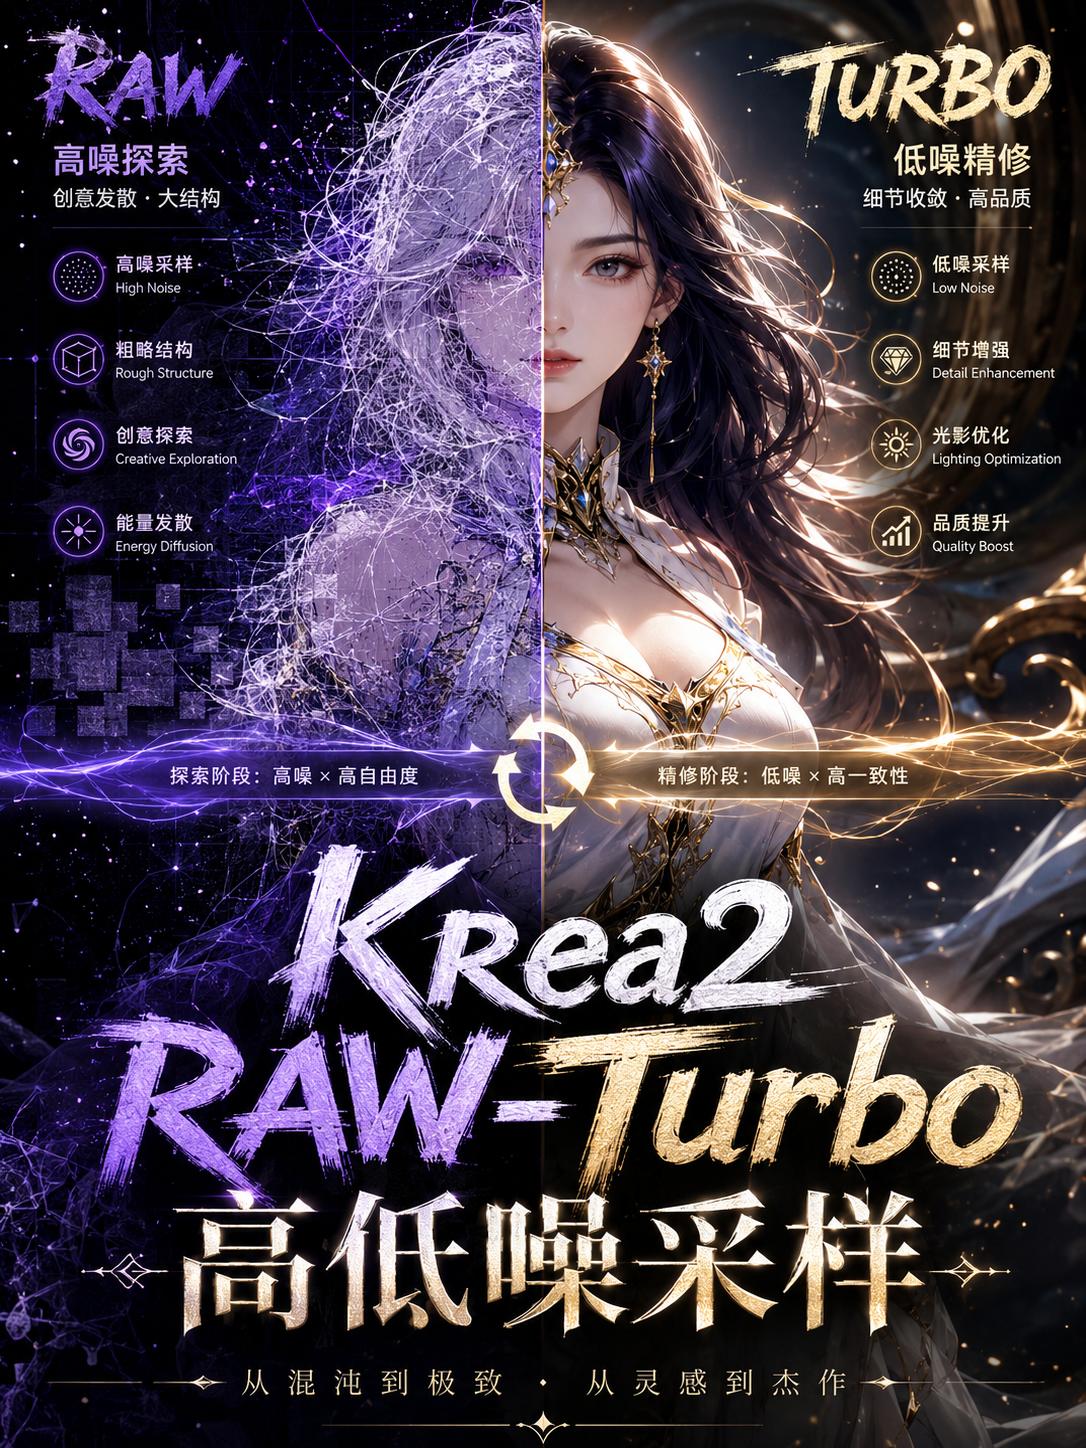 RAW
高噪探索
创意发散·大结构
高噪采样
High Noise
粗略结构
Rough Structure
创意探索
Creative Exploration
能量发散
Energy Diffusion
TURBO
低噪精修
细节收敛·高品质
低噪采样
Low Noise
细节增强
Detail Enhancement
光影优化
Lighting Optimization
品质提升
Quality Boost
探索阶段：高噪 × 高自由度
精修阶段：低噪 × 高一致性
Krea2
RAW-Turbo
高低噪采样
从混沌到极致 · 从灵感到杰作